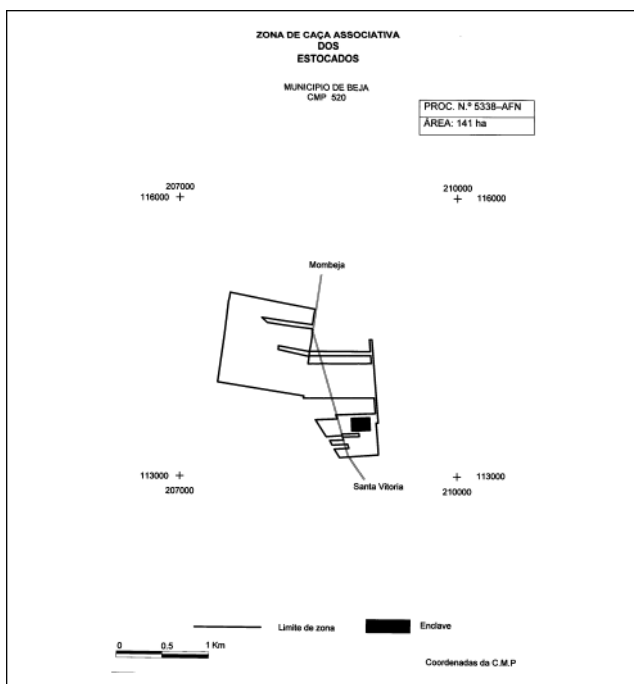 ZONA DE CAÇA ASSOCIATIVA
DOS
ESTOCADOS
MUNICIPIO DE BEJA
CMP 520
PROC. N.º 5338-AFN
ÁREA: 141 ha
207000
116000
210000
116000
Mombeja
113000
207000
Santa Vitoria
113000
210000
Limite de zona
Enclave
0 0.5 1 Km
Coordenadas da C.M.P